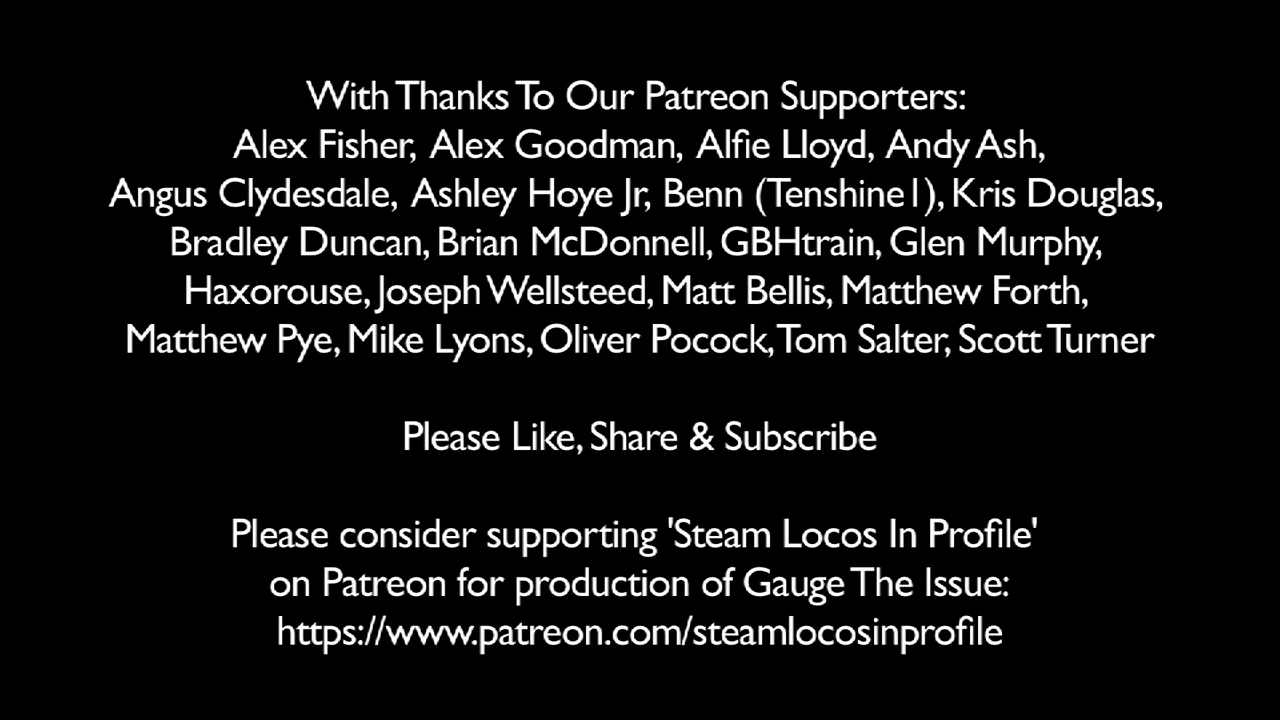 With Thanks To Our Patreon Supporters:
Alex Fisher, Alex Goodman, Alfie Lloyd, Andy Ash,
Angus Clydesdale, Ashley Hoye Jr, Benn (Tenshine1), Kris Douglas,
Bradley Duncan, Brian McDonnell, GBHtrain, Glen Murphy,
Haxorouse, Joseph Wellsteed, Matt Bellis, Matthew Forth,
Matthew Pye, Mike Lyons, Oliver Pocock, Tom Salter, Scott Turner
Please Like, Share & Subscribe
Please consider supporting 'Steam Locos In Profile'
on Patreon for production of Gauge The Issue:
https://www.patreon.com/steamlocosinprofile